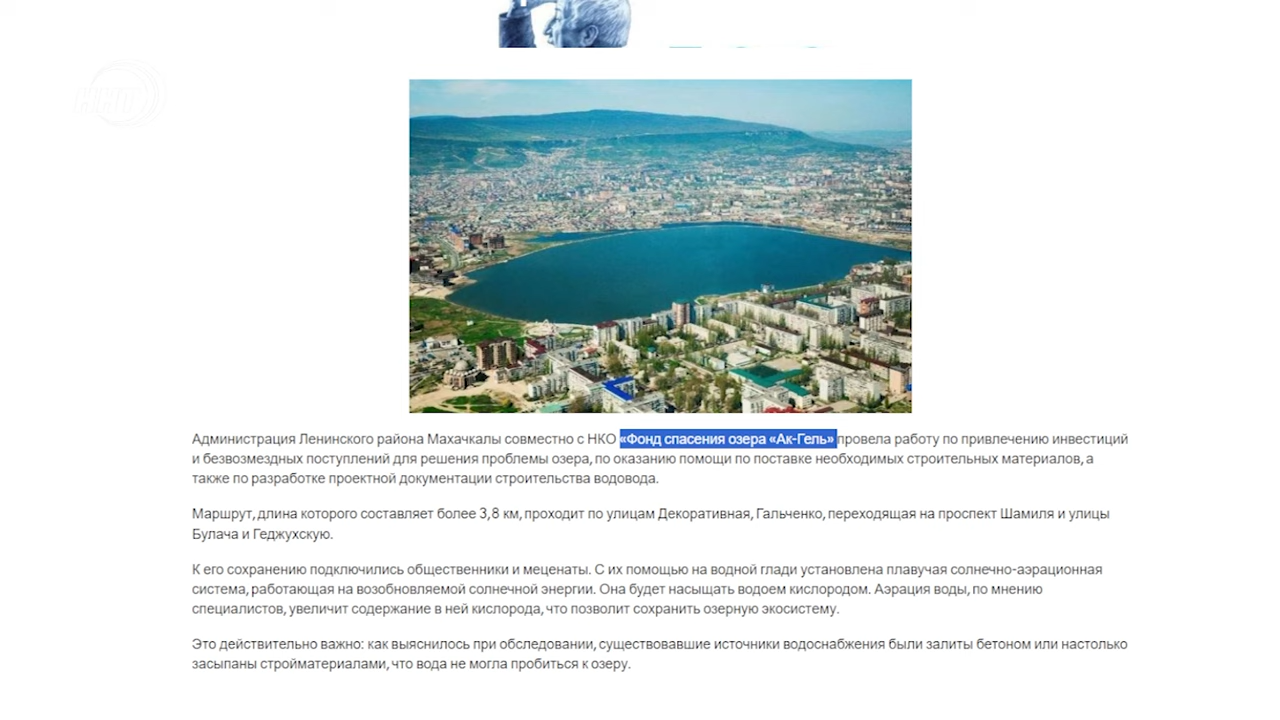 ННТ
Администрация Ленинского района Махачкалы совместно с НКО «Фонд спасения озера «Ак-Гель» провела работу по привлечению инвестиций
и безвозмездных поступлений для решения проблемы озера, по оказанию помощи по поставке необходимых строительных материалов, а
также по разработке проектной документации строительства водовода.
Маршрут, длина которого составляет более 3,8 км, проходит по улицам Декоративная, Гальченко, переходящая на проспект Шамиля и улицы
Булача и Геджухскую.
К его сохранению подключились общественники и меценаты. С их помощью на водной глади установлена плавучая солнечно-аэрационная
система, работающая на возобновляемой солнечной энергии. Она будет насыщать водоем кислородом. Аэрация воды, по мнению
специалистов, увеличит содержание в ней кислорода, что позволит сохранить озерную экосистему.
Это действительно важно: как выяснилось при обследовании, существовавшие источники водоснабжения были залиты бетоном или настолько
засыпаны стройматериалами, что вода не могла пробиться к озеру.